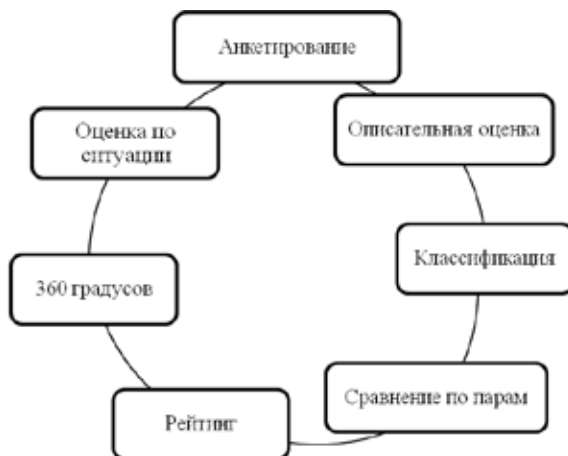 Анкетирование
Описательная оценка
Классификация
Сравнение по парам
Рейтинг
360 градусов
Оценка по
ситуации